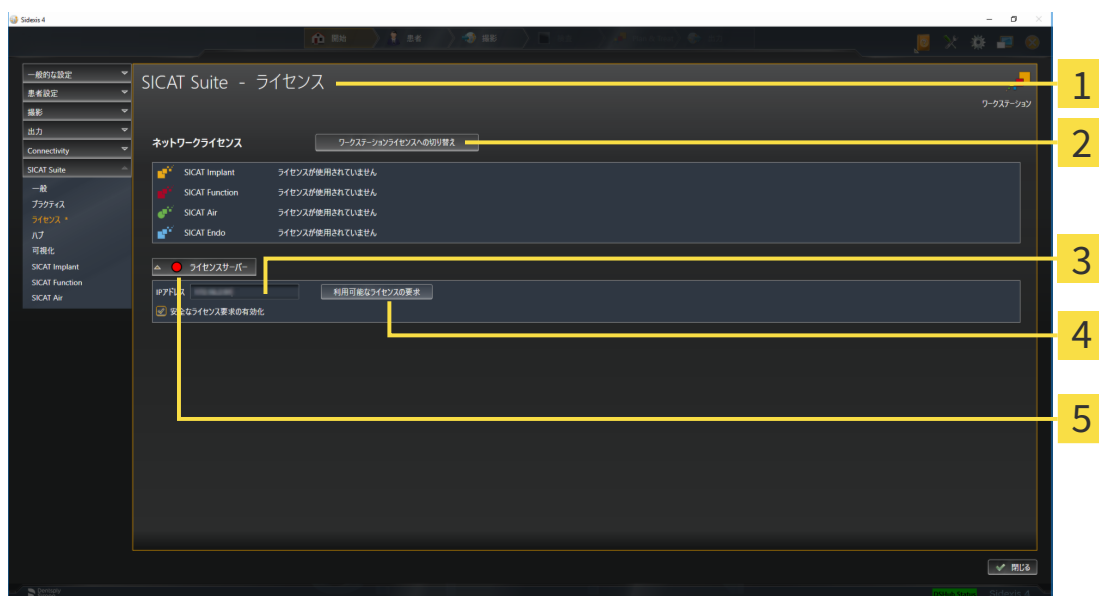 Sidexis 4
開始
患者
撮影
一般的な設定
患者設定
撮影
出力
Connectivity
SICAT Suite
一般
プラクティス
ライセンス *
ハブ
可視化
SICAT Implant
SICAT Function
SICAT Air
SICAT Suite - ライセンス
ワークステーション
ネットワークライセンス
ワークステーションライセンスへの切り替え
SICAT Implant ライセンスが使用されていません
SICAT Function ライセンスが使用されていません
SICAT Air ライセンスが使用されていません
SICAT Endo ライセンスが使用されていません
ライセンスサーバー
IPアドレス
利用可能なライセンスの要求
安全なライセンス要求の有効化
閉じる
Sidexis 4
1
2
3
4
5